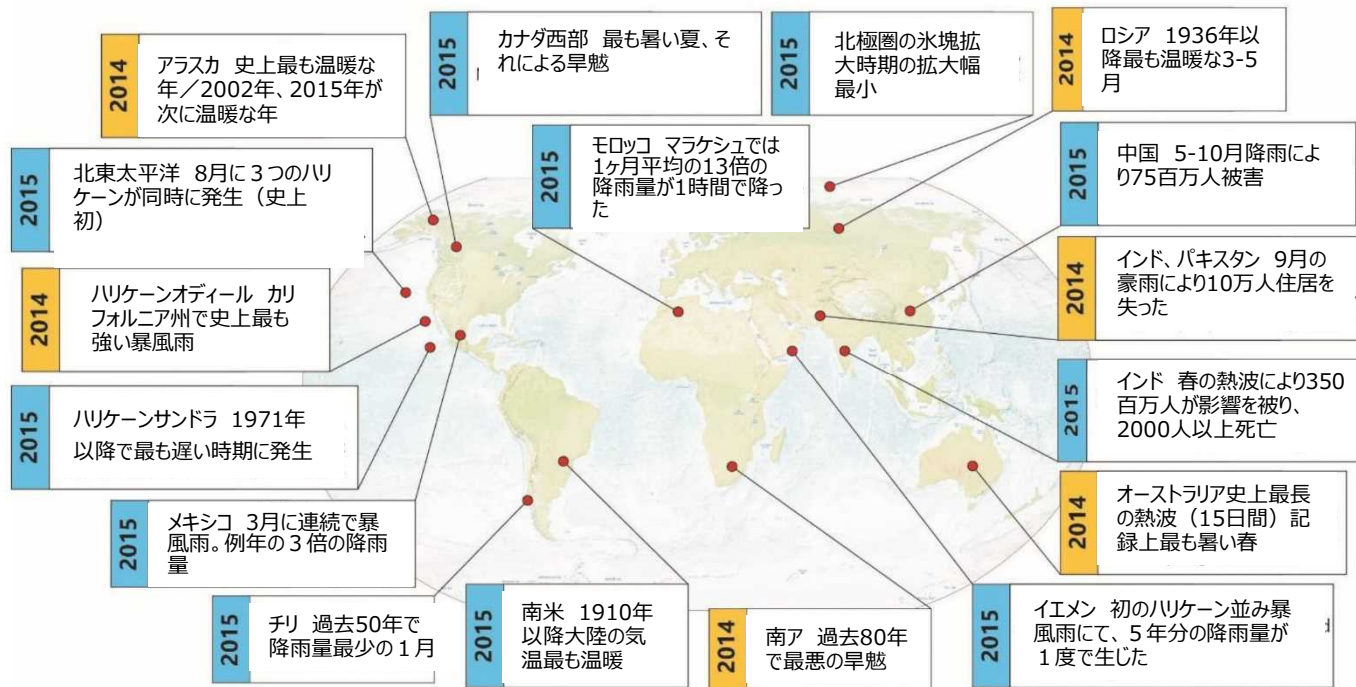 2014
アラスカ 史上最も温暖な
年／2002年、2015年が
次に温暖な年
2015
カナダ西部 最も暑い夏、そ
れによる旱魃
2015
北極圏の氷塊拡
大時期の拡大幅
最小
2014
ロシア 1936年以
降最も温暖な3-5
月
2015
北東太平洋 8月に３つのハリ
ケーンが同時に発生（史上
初）
2015
モロッコ マラケシュでは
1ヶ月平均の13倍の
降雨量が1時間で降っ
た
2015
中国 5-10月降雨によ
り75百万人被害
2014
ハリケーンオディール カリ
フォルニア州で史上最も
強い暴風雨
2014
インド、パキスタン 9月の
豪雨により10万人住居を
失った
2015
ハリケーンサンドラ 1971年
以降で最も遅い時期に発生
2015
インド 春の熱波により350
百万人が影響を被り、
2000人以上死亡
2015
メキシコ 3月に連続で暴
風雨。例年の３倍の降雨
量
2014
オーストラリア史上最長
の熱波（15日間）記
録上最も暑い春
2015
チリ 過去50年で
降雨量最少の１月
2015
南米 1910年
以降大陸の気
温最も温暖
2014
南ア 過去80年
で最悪の旱魃
2015
イエメン 初のハリケーン並み暴
風雨にて、５年分の降雨量が
１度で生じた